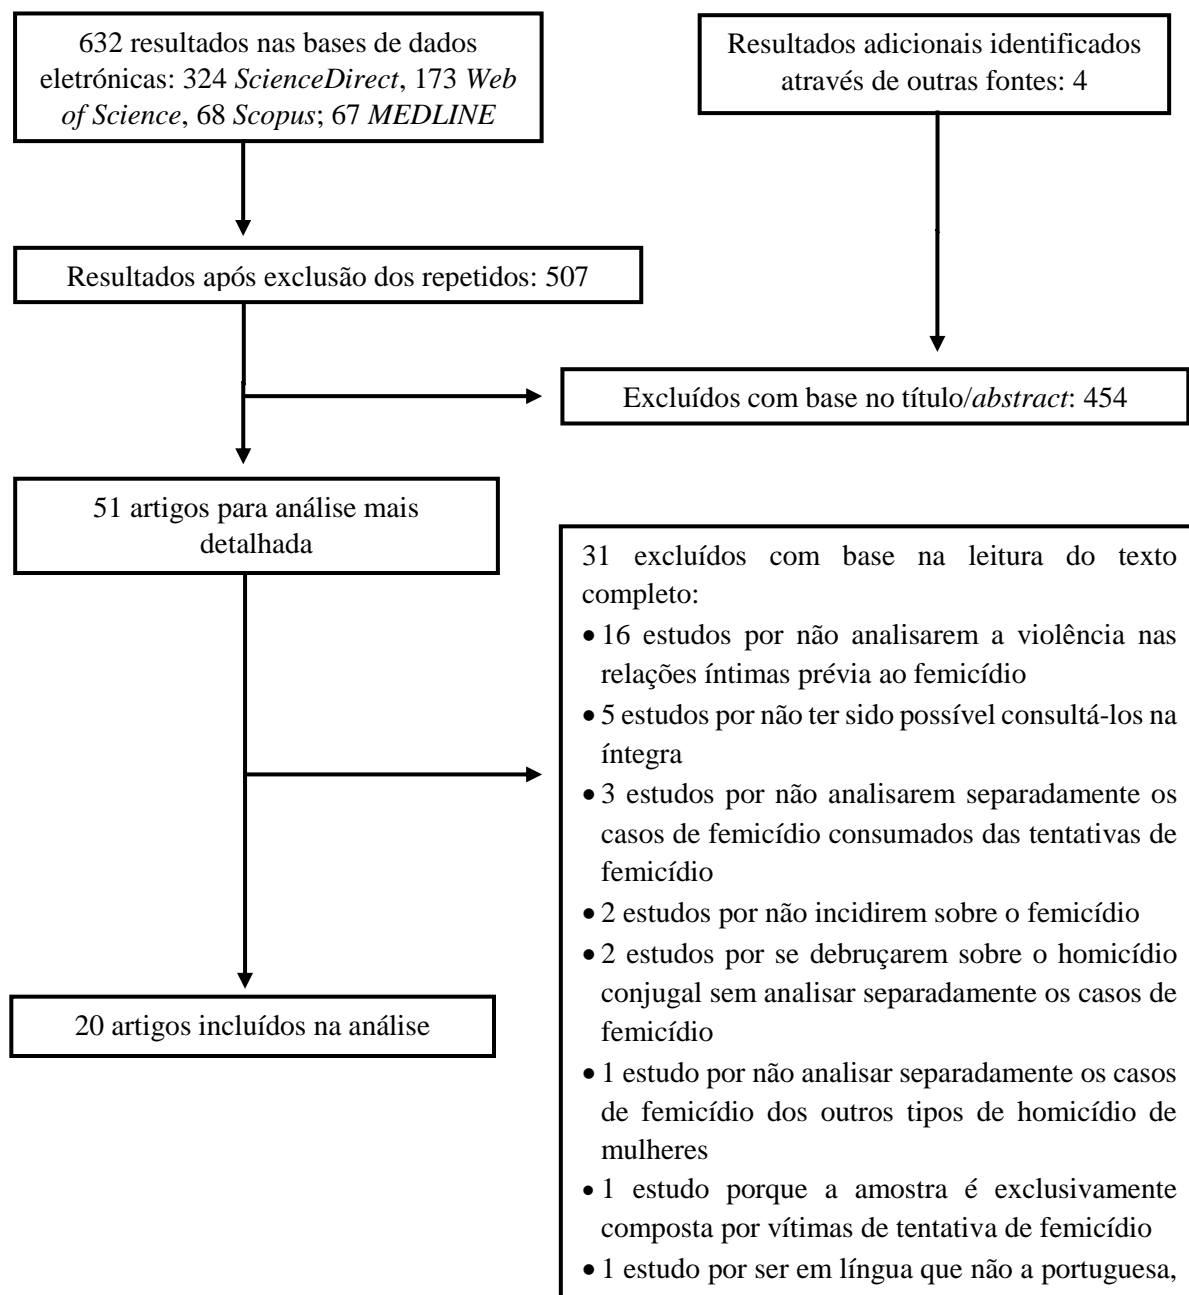 632 resultados nas bases de dados
eletrónicas: 324 ScienceDirect, 173 Web
of Science, 68 Scopus; 67 MEDLINE
Resultados adicionais identificados
através de outras fontes: 4
Resultados após exclusão dos repetidos: 507
Excluídos com base no título/abstract: 454
51 artigos para análise mais
detalhada
31 excluídos com base na leitura do texto
completo:
• 16 estudos por não analisarem a violência nas
relações íntimas prévia ao femicídio
• 5 estudos por não ter sido possível consultá-los na
íntegra
• 3 estudos por não analisarem separadamente os
casos de femicídio consumados das tentativas de
femicídio
• 2 estudos por não incidirem sobre o femicídio
• 2 estudos por se debruçarem sobre o homicídio
conjugal sem analisar separadamente os casos de
femicídio
• 1 estudo por não analisar separadamente os casos
de femicídio dos outros tipos de homicídio de
mulheres
• 1 estudo porque a amostra é exclusivamente
composta por vítimas de tentativa de femicídio
• 1 estudo por ser em língua que não a portuguesa,
20 artigos incluídos na análise